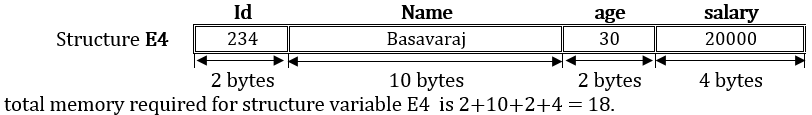 Id Name age salary
Structure E4 234 Basavaraj 30 20000
2 bytes 10 bytes 2 bytes 4 bytes
total memory required for structure variable E4 is 2+10+2+4 = 18.